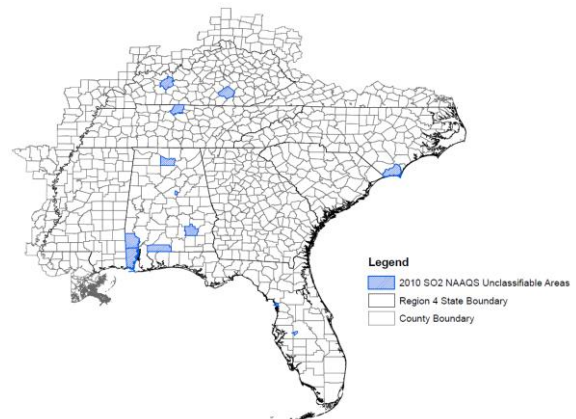 Legend
2010 SO2 NAAQS Unclassifiable Areas
Region 4 State Boundary
County Boundary